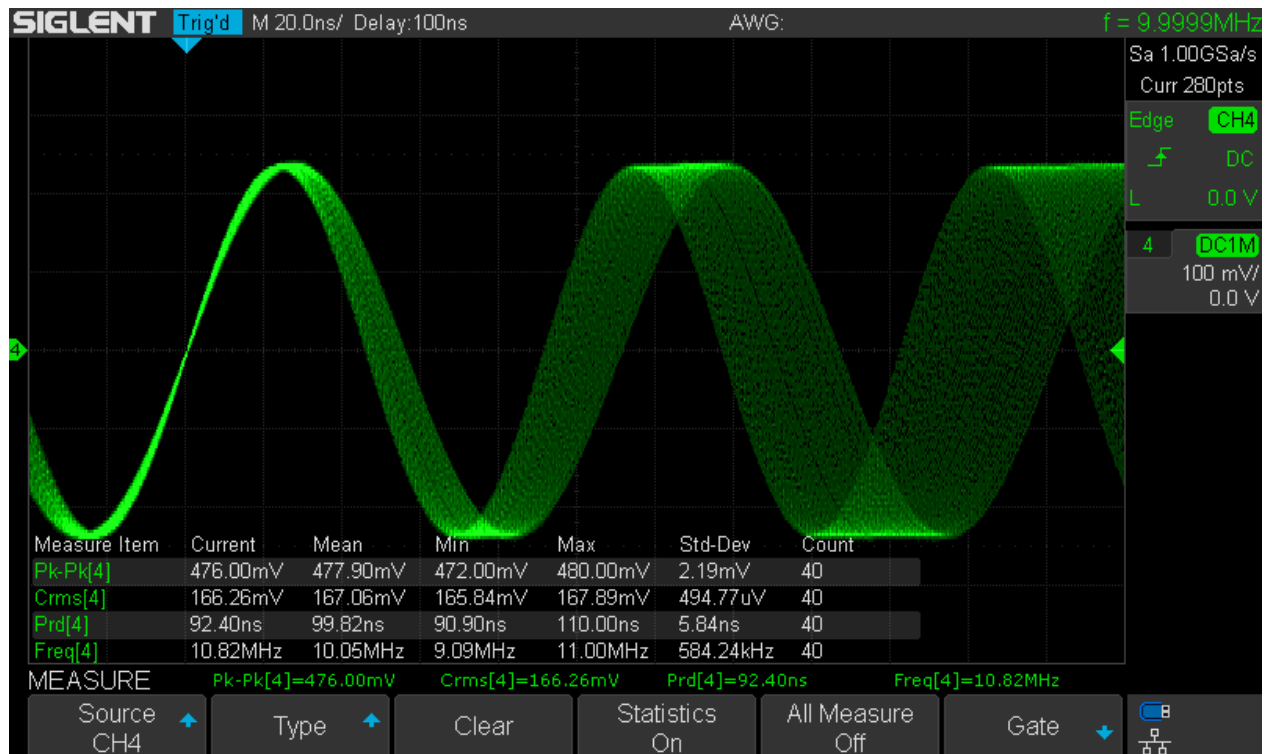 SIGLENT Trig'd M 20.0ns/ Delay:100ns AWG: f = 9.9999MHz
Sa 1.00GSa/s
Curr 280pts
Edge CH4
DC
L 0.0 V
4 DC1M
100 mV/
0.0 V
4
Measure Item Current Mean Min Max Std-Dev Count
Pk-Pk[4] 476.00mV 477.90mV 472.00mV 480.00mV 2.19mV 40
Crms[4] 166.26mV 167.06mV 165.84mV 167.89mV 494.77uV 40
Prd[4] 92.40ns 99.82ns 90.90ns 110.00ns 5.84ns 40
Freq[4] 10.82MHz 10.05MHz 9.09MHz 11.00MHz 584.24kHz 40
MEASURE Pk-Pk[4]=476.00mV Crms[4]=166.26mV Prd[4]=92.40ns Freq[4]=10.82MHz
Source Type Clear Statistics All Measure Gate
CH4 On Off